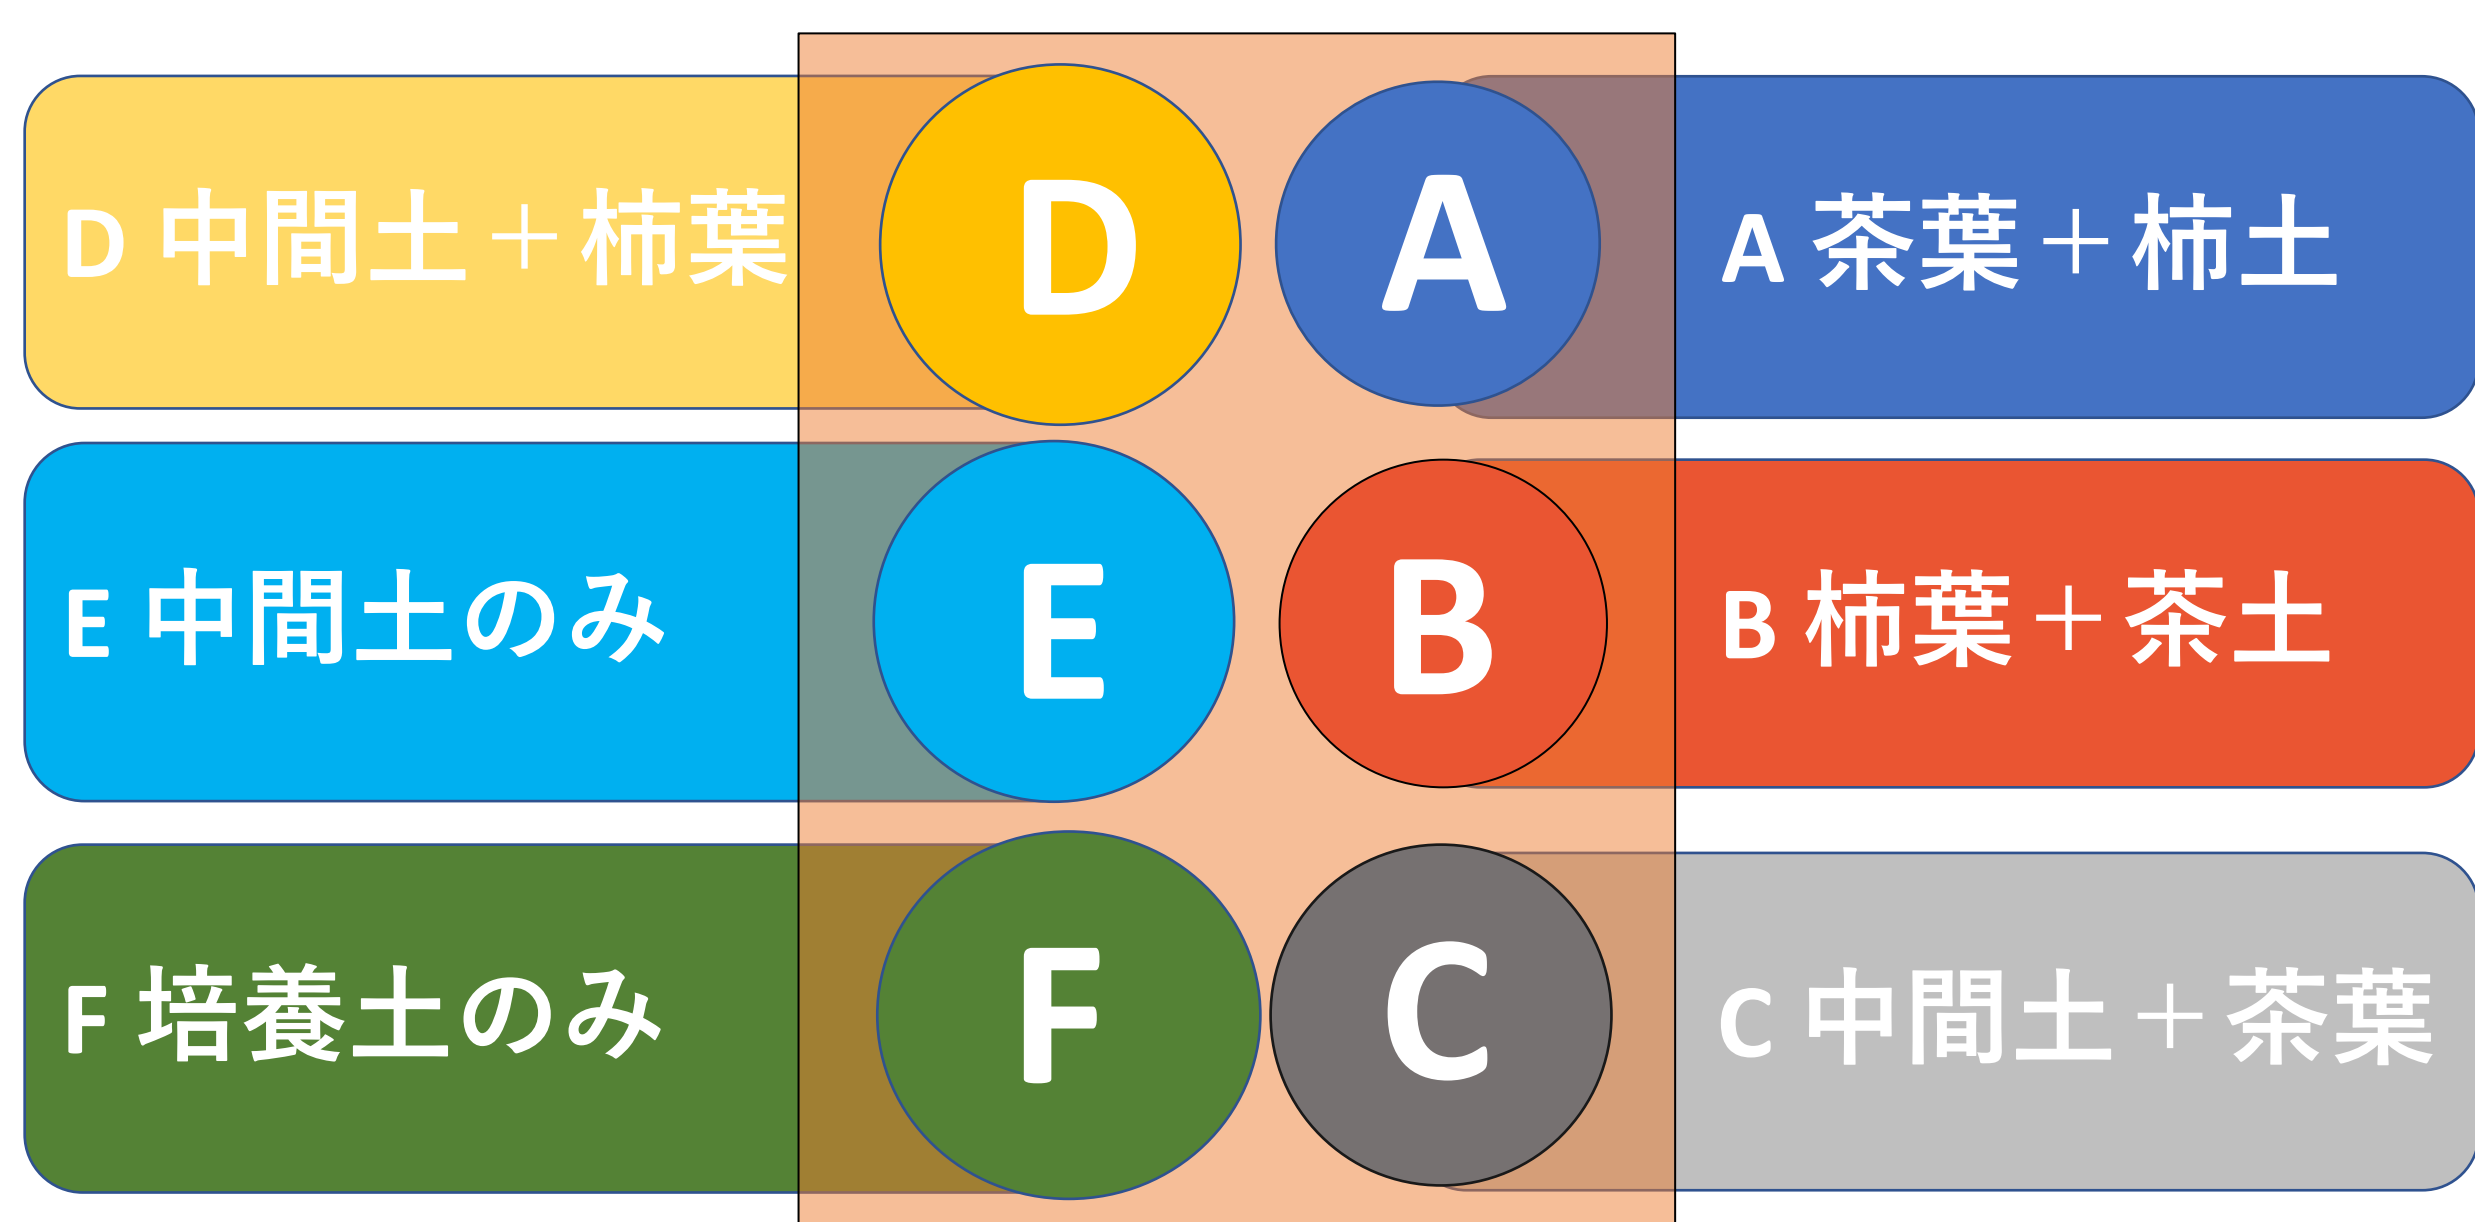 D 中間土＋柿葉
D
A
A 茶葉＋柿土
E 中間土のみ
E
B
B 柿葉＋茶土
F 培養土のみ
F
C
C 中間土＋茶葉